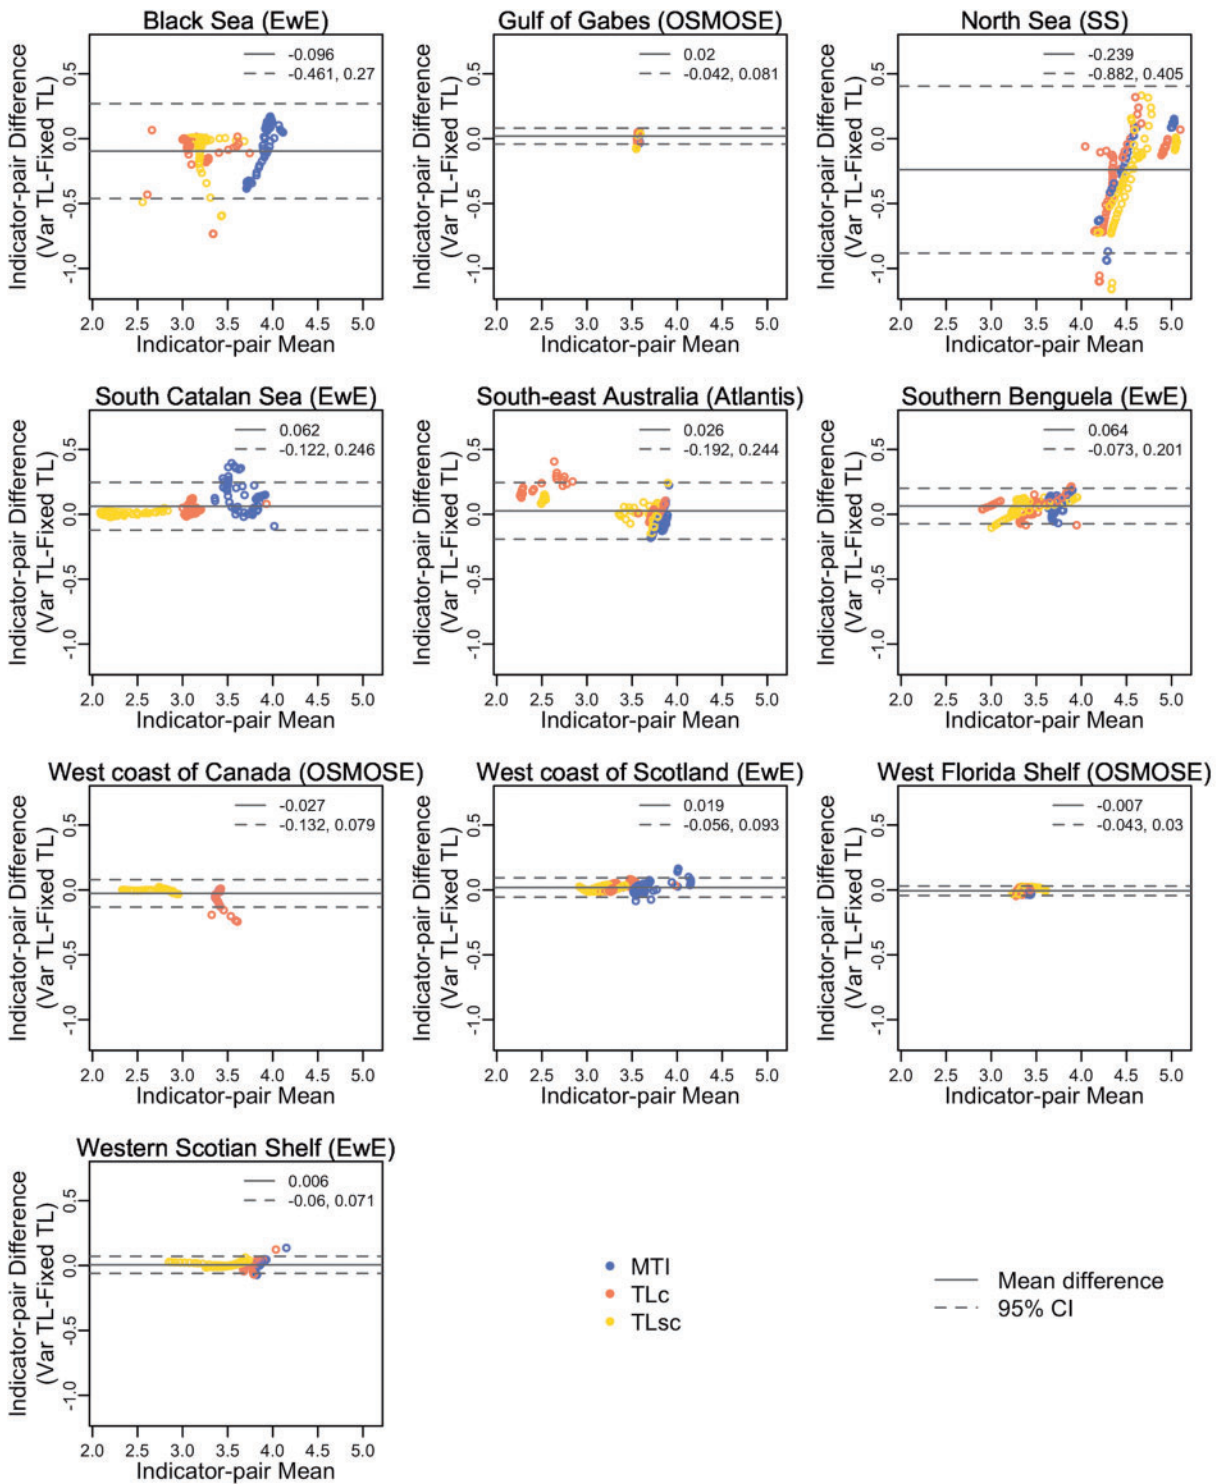 Black Sea (EwE)
Indicator-pair Difference
(Var TL-Fixed TL)
0.5
0.0
-0.5
-1.0
-0.096
-0.461, 0.27
2.0 2.5 3.0 3.5 4.0 4.5 5.0
Indicator-pair Mean
Gulf of Gabes (OSMOSE)
Indicator-pair Difference
(Var TL-Fixed TL)
0.5
0.0
-0.5
-1.0
0.02
-0.042, 0.081
2.0 2.5 3.0 3.5 4.0 4.5 5.0
Indicator-pair Mean
North Sea (SS)
Indicator-pair Difference
(Var TL-Fixed TL)
0.5
0.0
-0.5
-1.0
-0.239
-0.882, 0.405
2.0 2.5 3.0 3.5 4.0 4.5 5.0
Indicator-pair Mean
South Catalan Sea (EwE)
Indicator-pair Difference
(Var TL-Fixed TL)
0.5
0.0
-0.5
-1.0
0.062
-0.122, 0.246
2.0 2.5 3.0 3.5 4.0 4.5 5.0
Indicator-pair Mean
South-east Australia (Atlantis)
Indicator-pair Difference
(Var TL-Fixed TL)
0.5
0.0
-0.5
-1.0
0.026
-0.192, 0.244
2.0 2.5 3.0 3.5 4.0 4.5 5.0
Indicator-pair Mean
Southern Benguela (EwE)
Indicator-pair Difference
(Var TL-Fixed TL)
0.5
0.0
-0.5
-1.0
0.064
-0.073, 0.201
2.0 2.5 3.0 3.5 4.0 4.5 5.0
Indicator-pair Mean
West coast of Canada (OSMOSE)
Indicator-pair Difference
(Var TL-Fixed TL)
0.5
0.0
-0.5
-1.0
-0.027
-0.132, 0.079
2.0 2.5 3.0 3.5 4.0 4.5 5.0
Indicator-pair Mean
West coast of Scotland (EwE)
Indicator-pair Difference
(Var TL-Fixed TL)
0.5
0.0
-0.5
-1.0
0.019
-0.056, 0.093
2.0 2.5 3.0 3.5 4.0 4.5 5.0
Indicator-pair Mean
West Florida Shelf (OSMOSE)
Indicator-pair Difference
(Var TL-Fixed TL)
0.5
0.0
-0.5
-1.0
-0.007
-0.043, 0.03
2.0 2.5 3.0 3.5 4.0 4.5 5.0
Indicator-pair Mean
Western Scotian Shelf (EwE)
Indicator-pair Difference
(Var TL-Fixed TL)
0.5
0.0
-0.5
-1.0
0.006
-0.06, 0.071
2.0 2.5 3.0 3.5 4.0 4.5 5.0
Indicator-pair Mean
MTI
TLc
TLsc
Mean difference
95% CI